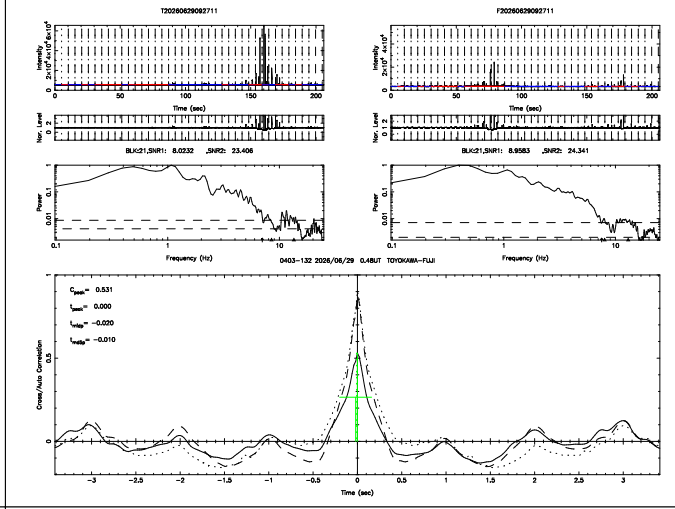 T20260629092711
F20260629092711
Intensity
2×10⁴ 4×10⁴ 6×10⁴
0
Intensity
2×10⁴ 4×10⁴
0
0 50 100 150 200
0 50 100 150 200
Time (sec)
Time (sec)
Nor. Level
0 2
Nor. Level
0 1 2
BLK:21,SNR1: 8.0232 ,SNR2: 23.406
BLK:21,SNR1: 8.9583 ,SNR2: 24.341
Power
1
0.1
0.01
Power
1
0.1
0.01
0.1 1 10
0.1 1 10
Frequency (Hz)
Frequency (Hz)
0403-132 2026/06/29 0.48UT TOYOKAWA-FUJI
Cpeak= 0.531
tpeak= 0.000
tmidp= -0.020
Cross/Auto Correlation
1
0.5
0
-3 -2.5 -2 -1.5 -1 -0.5 0 0.5 1 1.5 2 2.5 3
Time (sec)